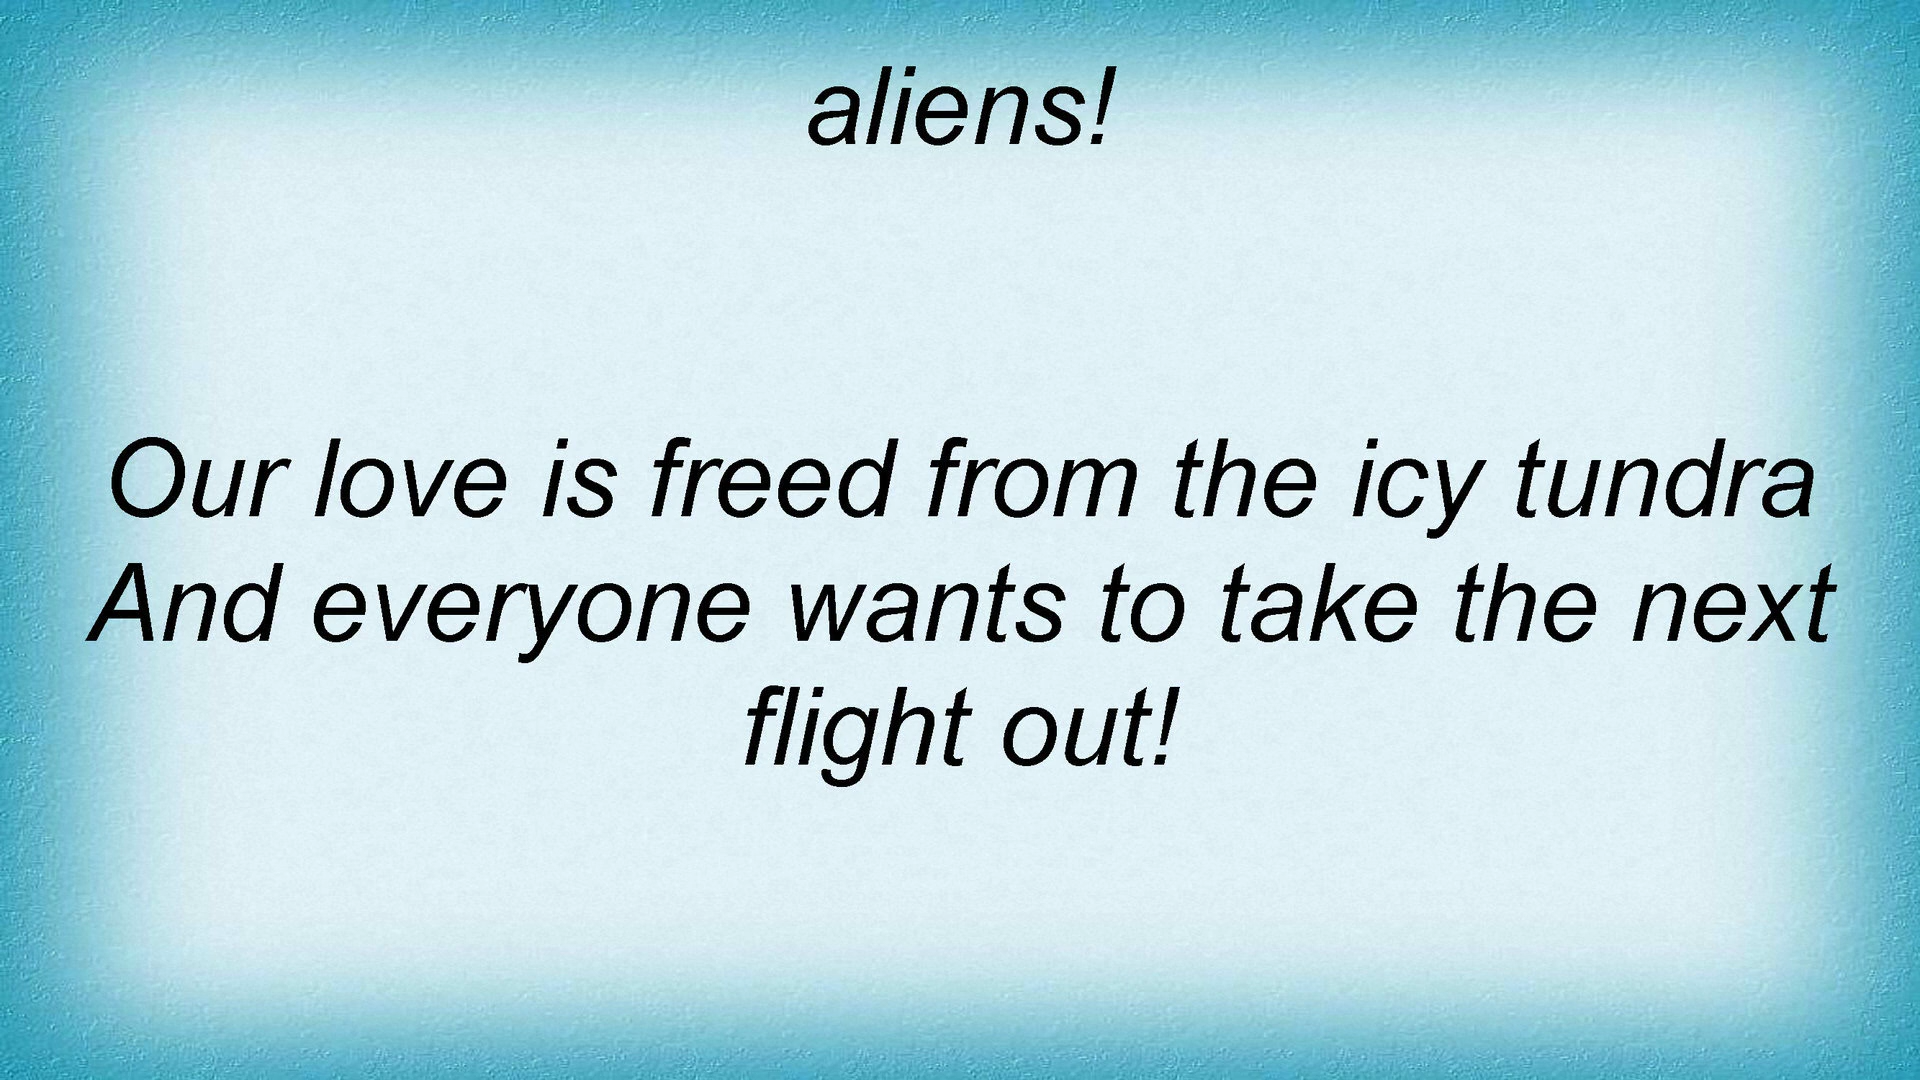 aliens!
Our love is freed from the icy tundra
And everyone wants to take the next
flight out!